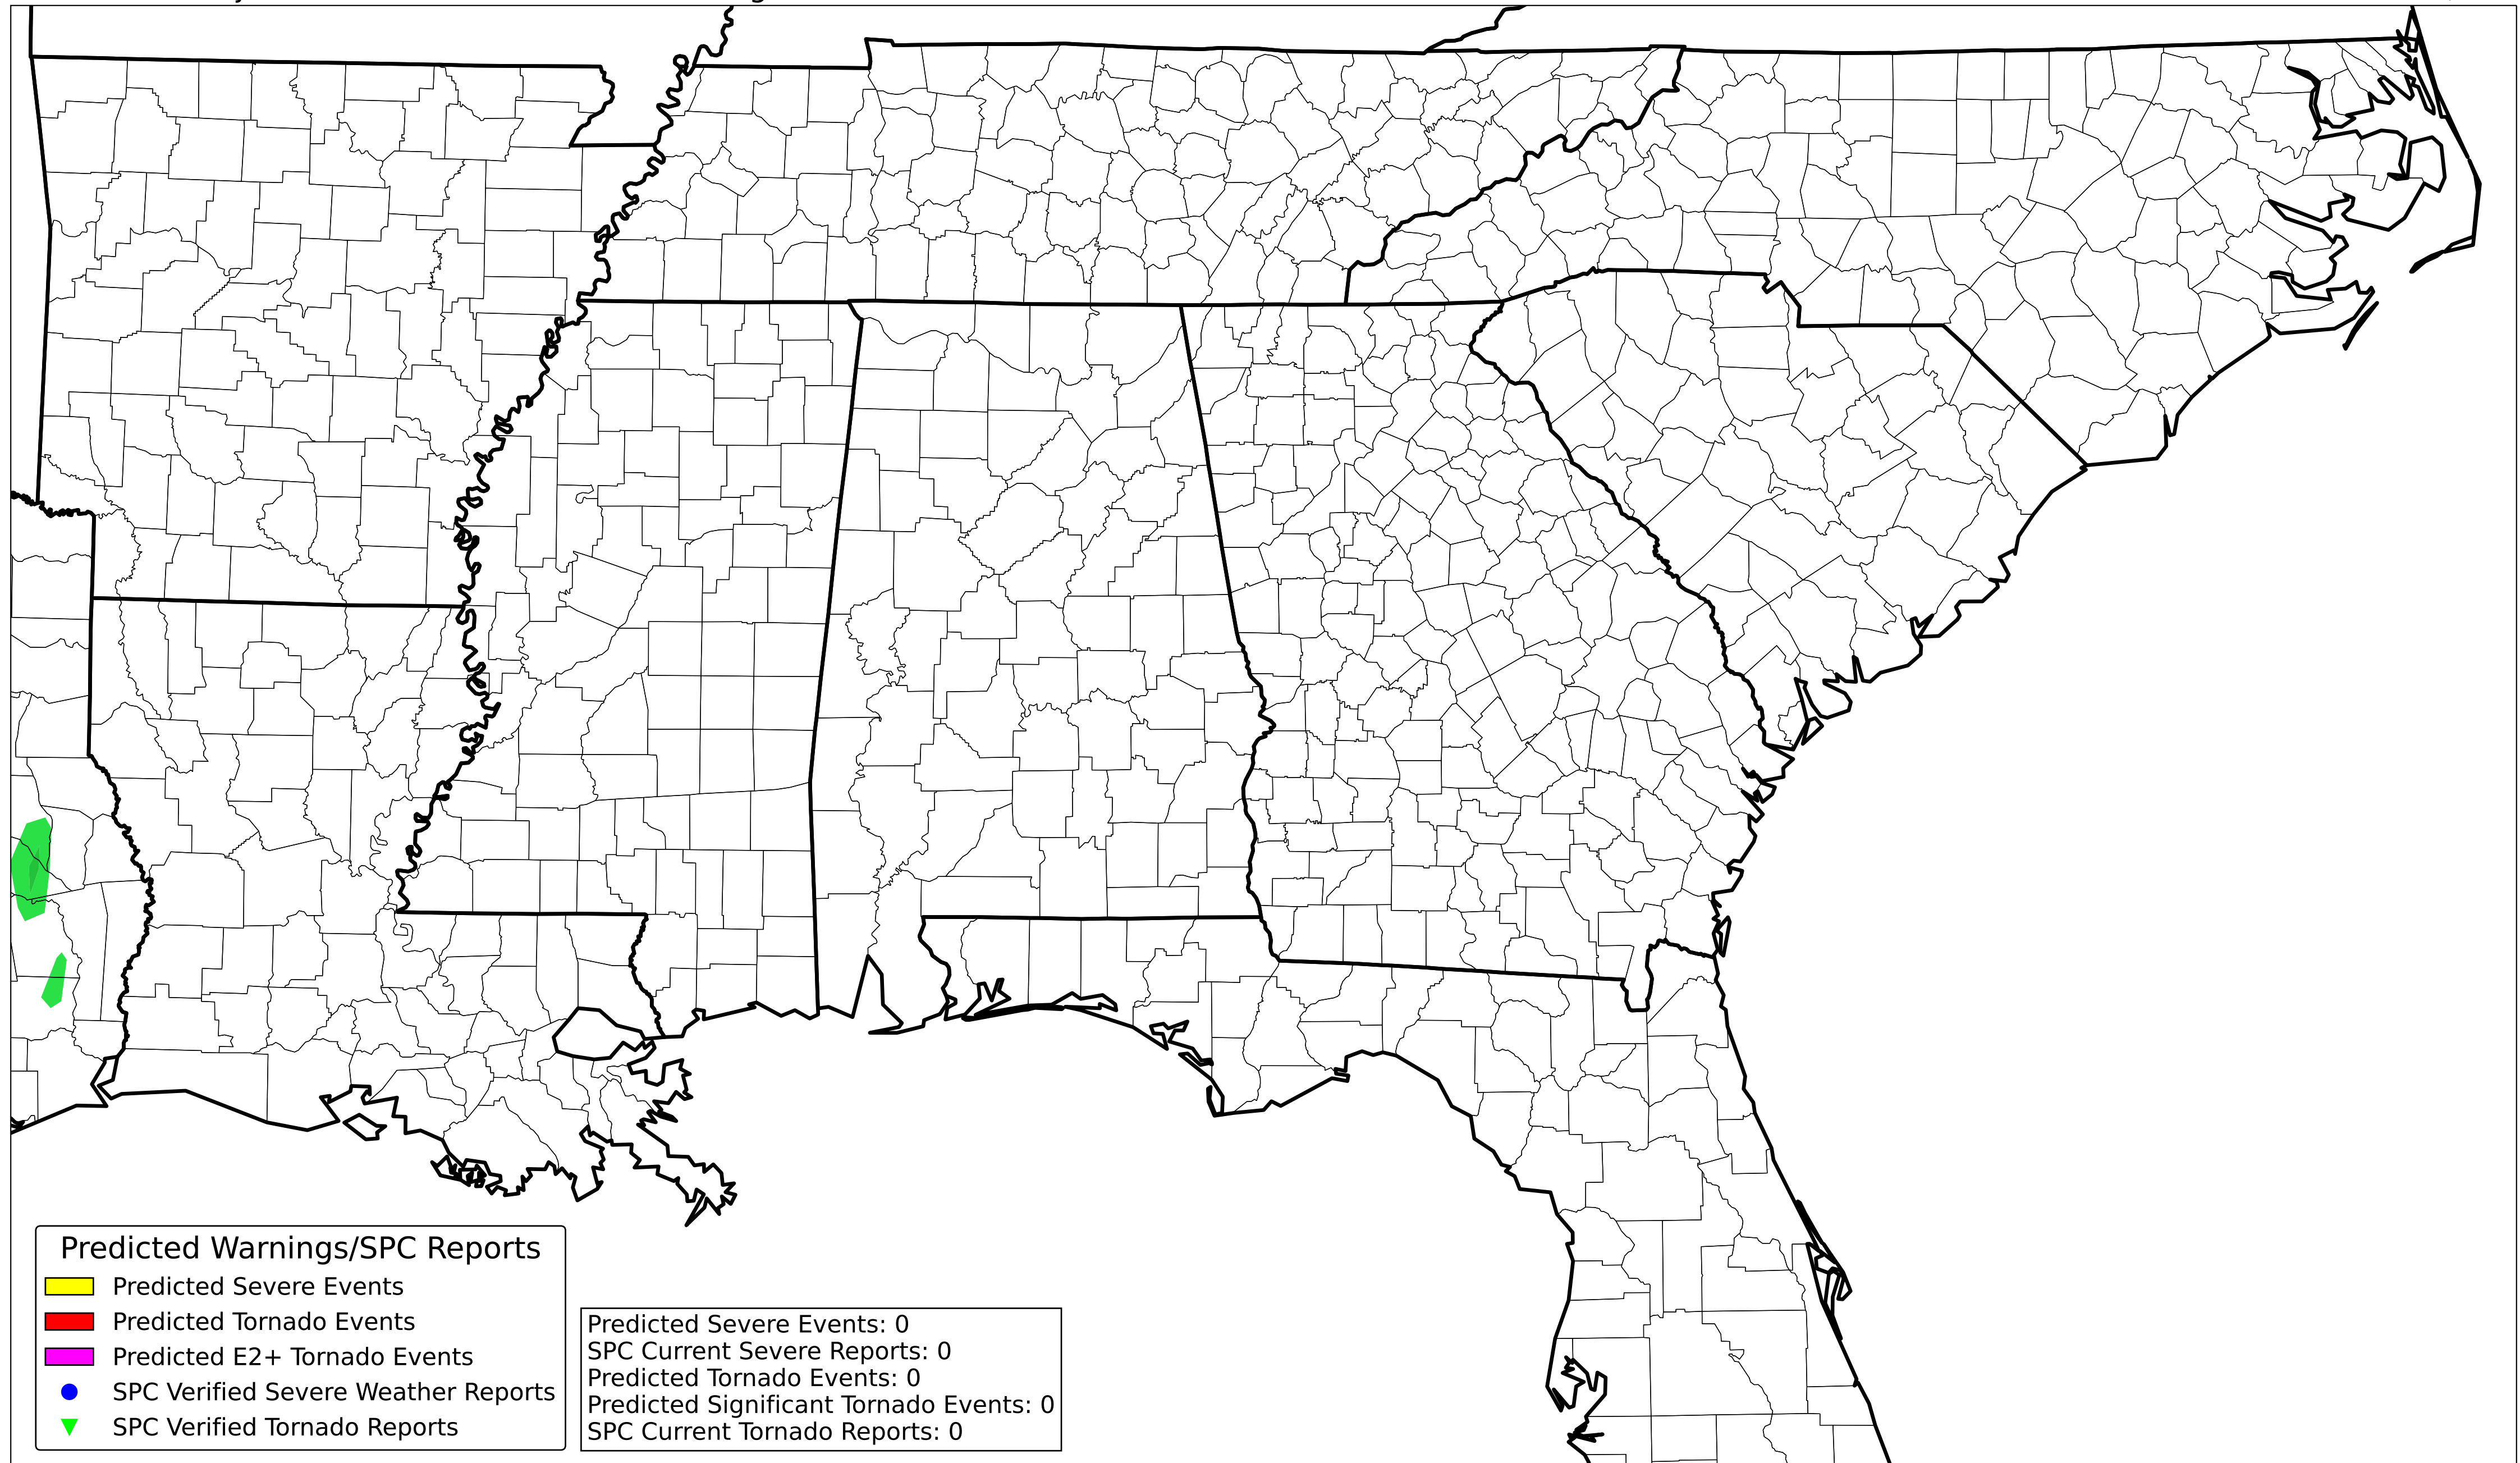 Predicted Warnings/SPC Reports
Predicted Severe Events
Predicted Tornado Events
Predicted E2+ Tornado Events
SPC Verified Severe Weather Reports
SPC Verified Tornado Reports
Predicted Severe Events: 0
SPC Current Severe Reports: 0
Predicted Tornado Events: 0
Predicted Significant Tornado Events: 0
SPC Current Tornado Reports: 0